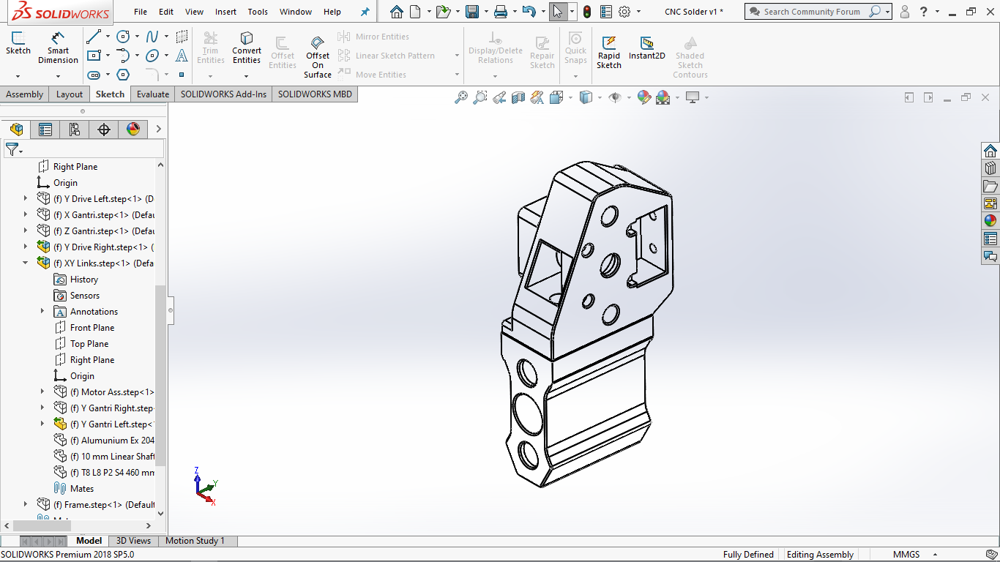 SOLIDWORKS
File Edit View Insert Tools Window Help
CNC Solder v1 *
Search Community Forum
?
Sketch
Smart Dimension
Trim Entities
Convert Entities
Offset Entities
Offset On Surface
Mirror Entities
Linear Sketch Pattern
Move Entities
Display/Delete Relations
Repair Sketch
Quick Snaps
Rapid Sketch
Instant2D
Shaded Sketch Contours
Assembly Layout Sketch Evaluate SOLIDWORKS Add-Ins SOLIDWORKS MBD
Right Plane
Origin
(f) Y Drive Left.step<1> (D
(f) X Gantri.step<1> (Defau
(f) Z Gantri.step<1> (Defau
(f) Y Drive Right.step<1> (
(f) XY Links.step<1> (Defa
History
Sensors
Annotations
Front Plane
Top Plane
Right Plane
Origin
(f) Motor Ass.step<1>
(f) Y Gantri Right.step
(f) Y Gantri Left.step<
(f) Alumunium Ex 204
(f) 10 mm Linear Shaft
(f) T8 L8 P2 S4 460 mm
Mates
(f) Frame.step<1> (Default
Z
Y
X
Model 3D Views Motion Study 1
SOLIDWORKS Premium 2018 SP5.0
Fully Defined Editing Assembly MMGS